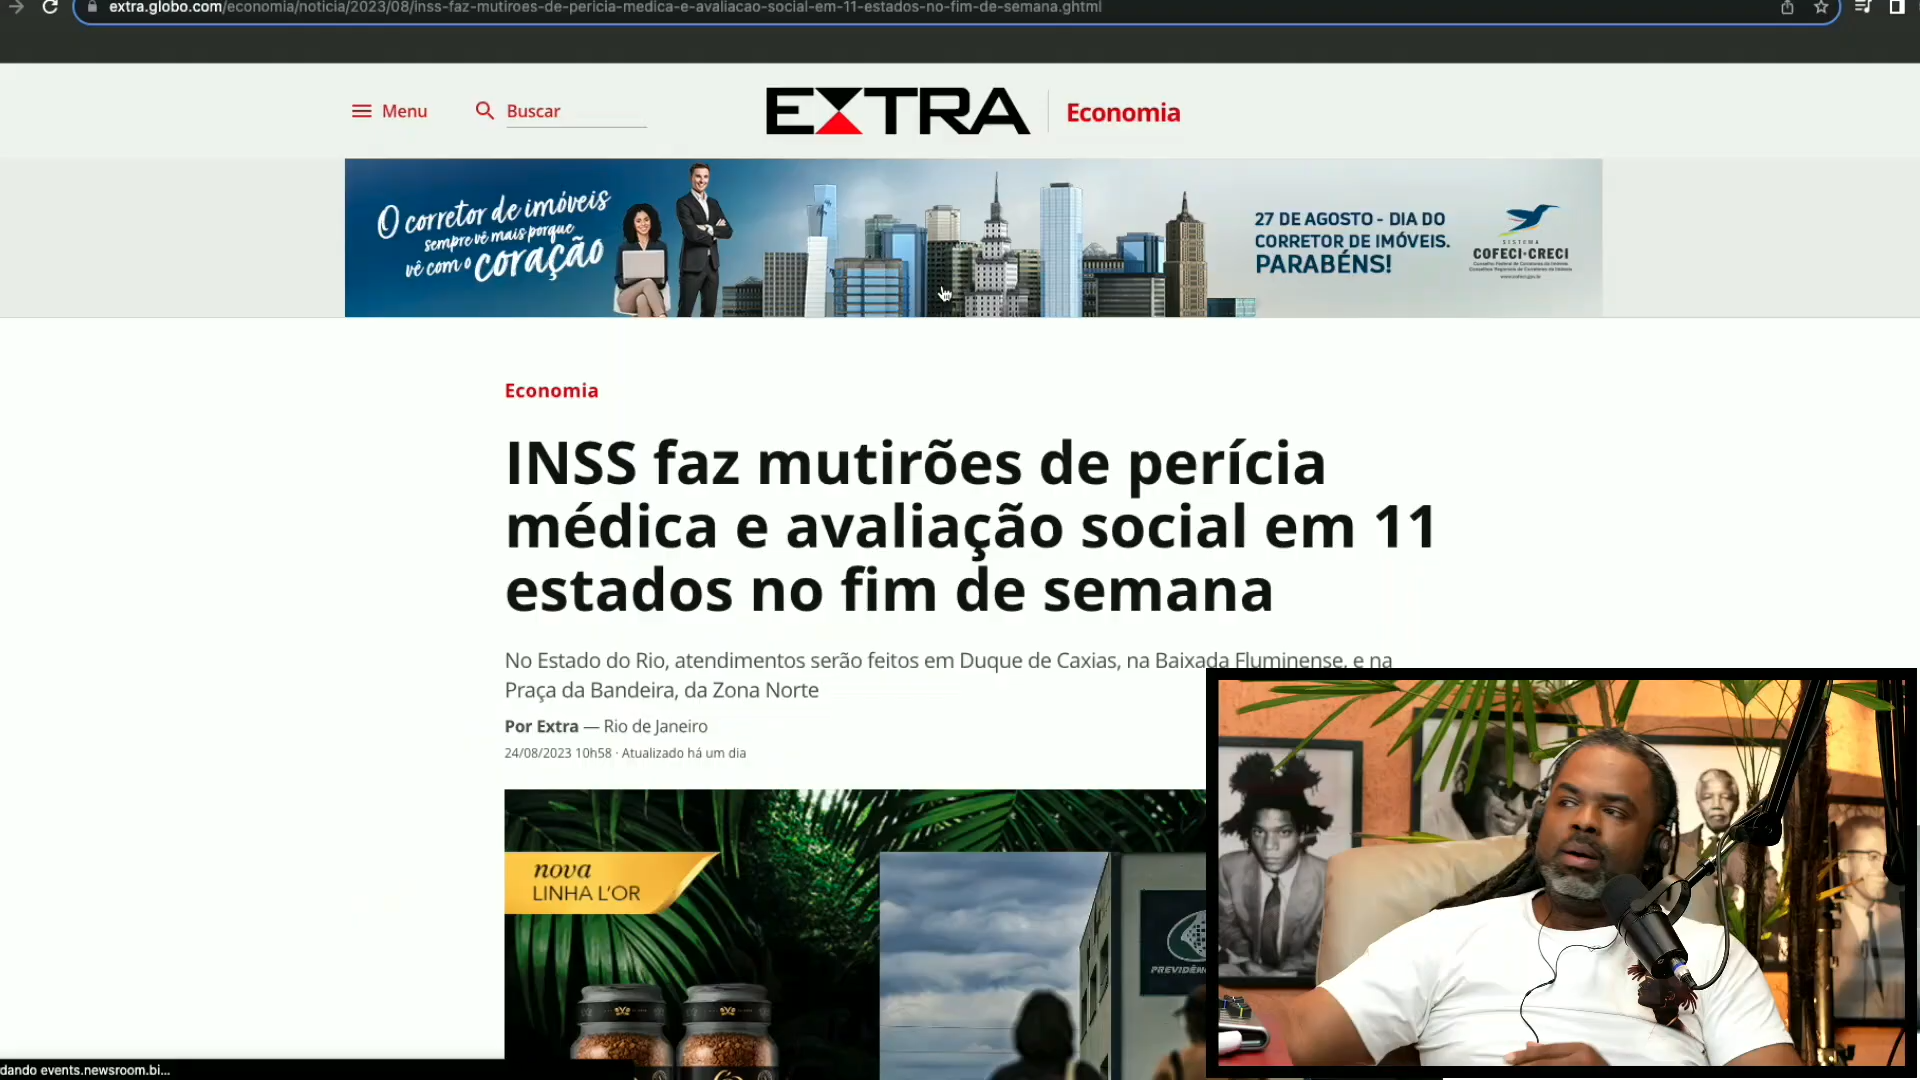 extra.globo.com/economia/noticia/2023/08/inss-faz-mutiroes-de-pericia-medica-e-avaliacao-social-em-11-estados-no-fim-de-semana.ghtml
Menu
Buscar
EXTRA
Economia
O corretor de imóveis
sempre vê mais porque
vê com o coração
27 DE AGOSTO - DIA DO
CORRETOR DE IMÓVEIS.
PARABÉNS!
SISTEMA
COFECI-CRECI
Economia
INSS faz mutirões de perícia
médica e avaliação social em 11
estados no fim de semana
No Estado do Rio, atendimentos serão feitos em Duque de Caxias, na Baixada Fluminense, e na
Praça da Bandeira, da Zona Norte
Por Extra — Rio de Janeiro
24/08/2023 10h58 · Atualizado há um dia
nova
LINHA L'OR
dando events.newsroom.bi...